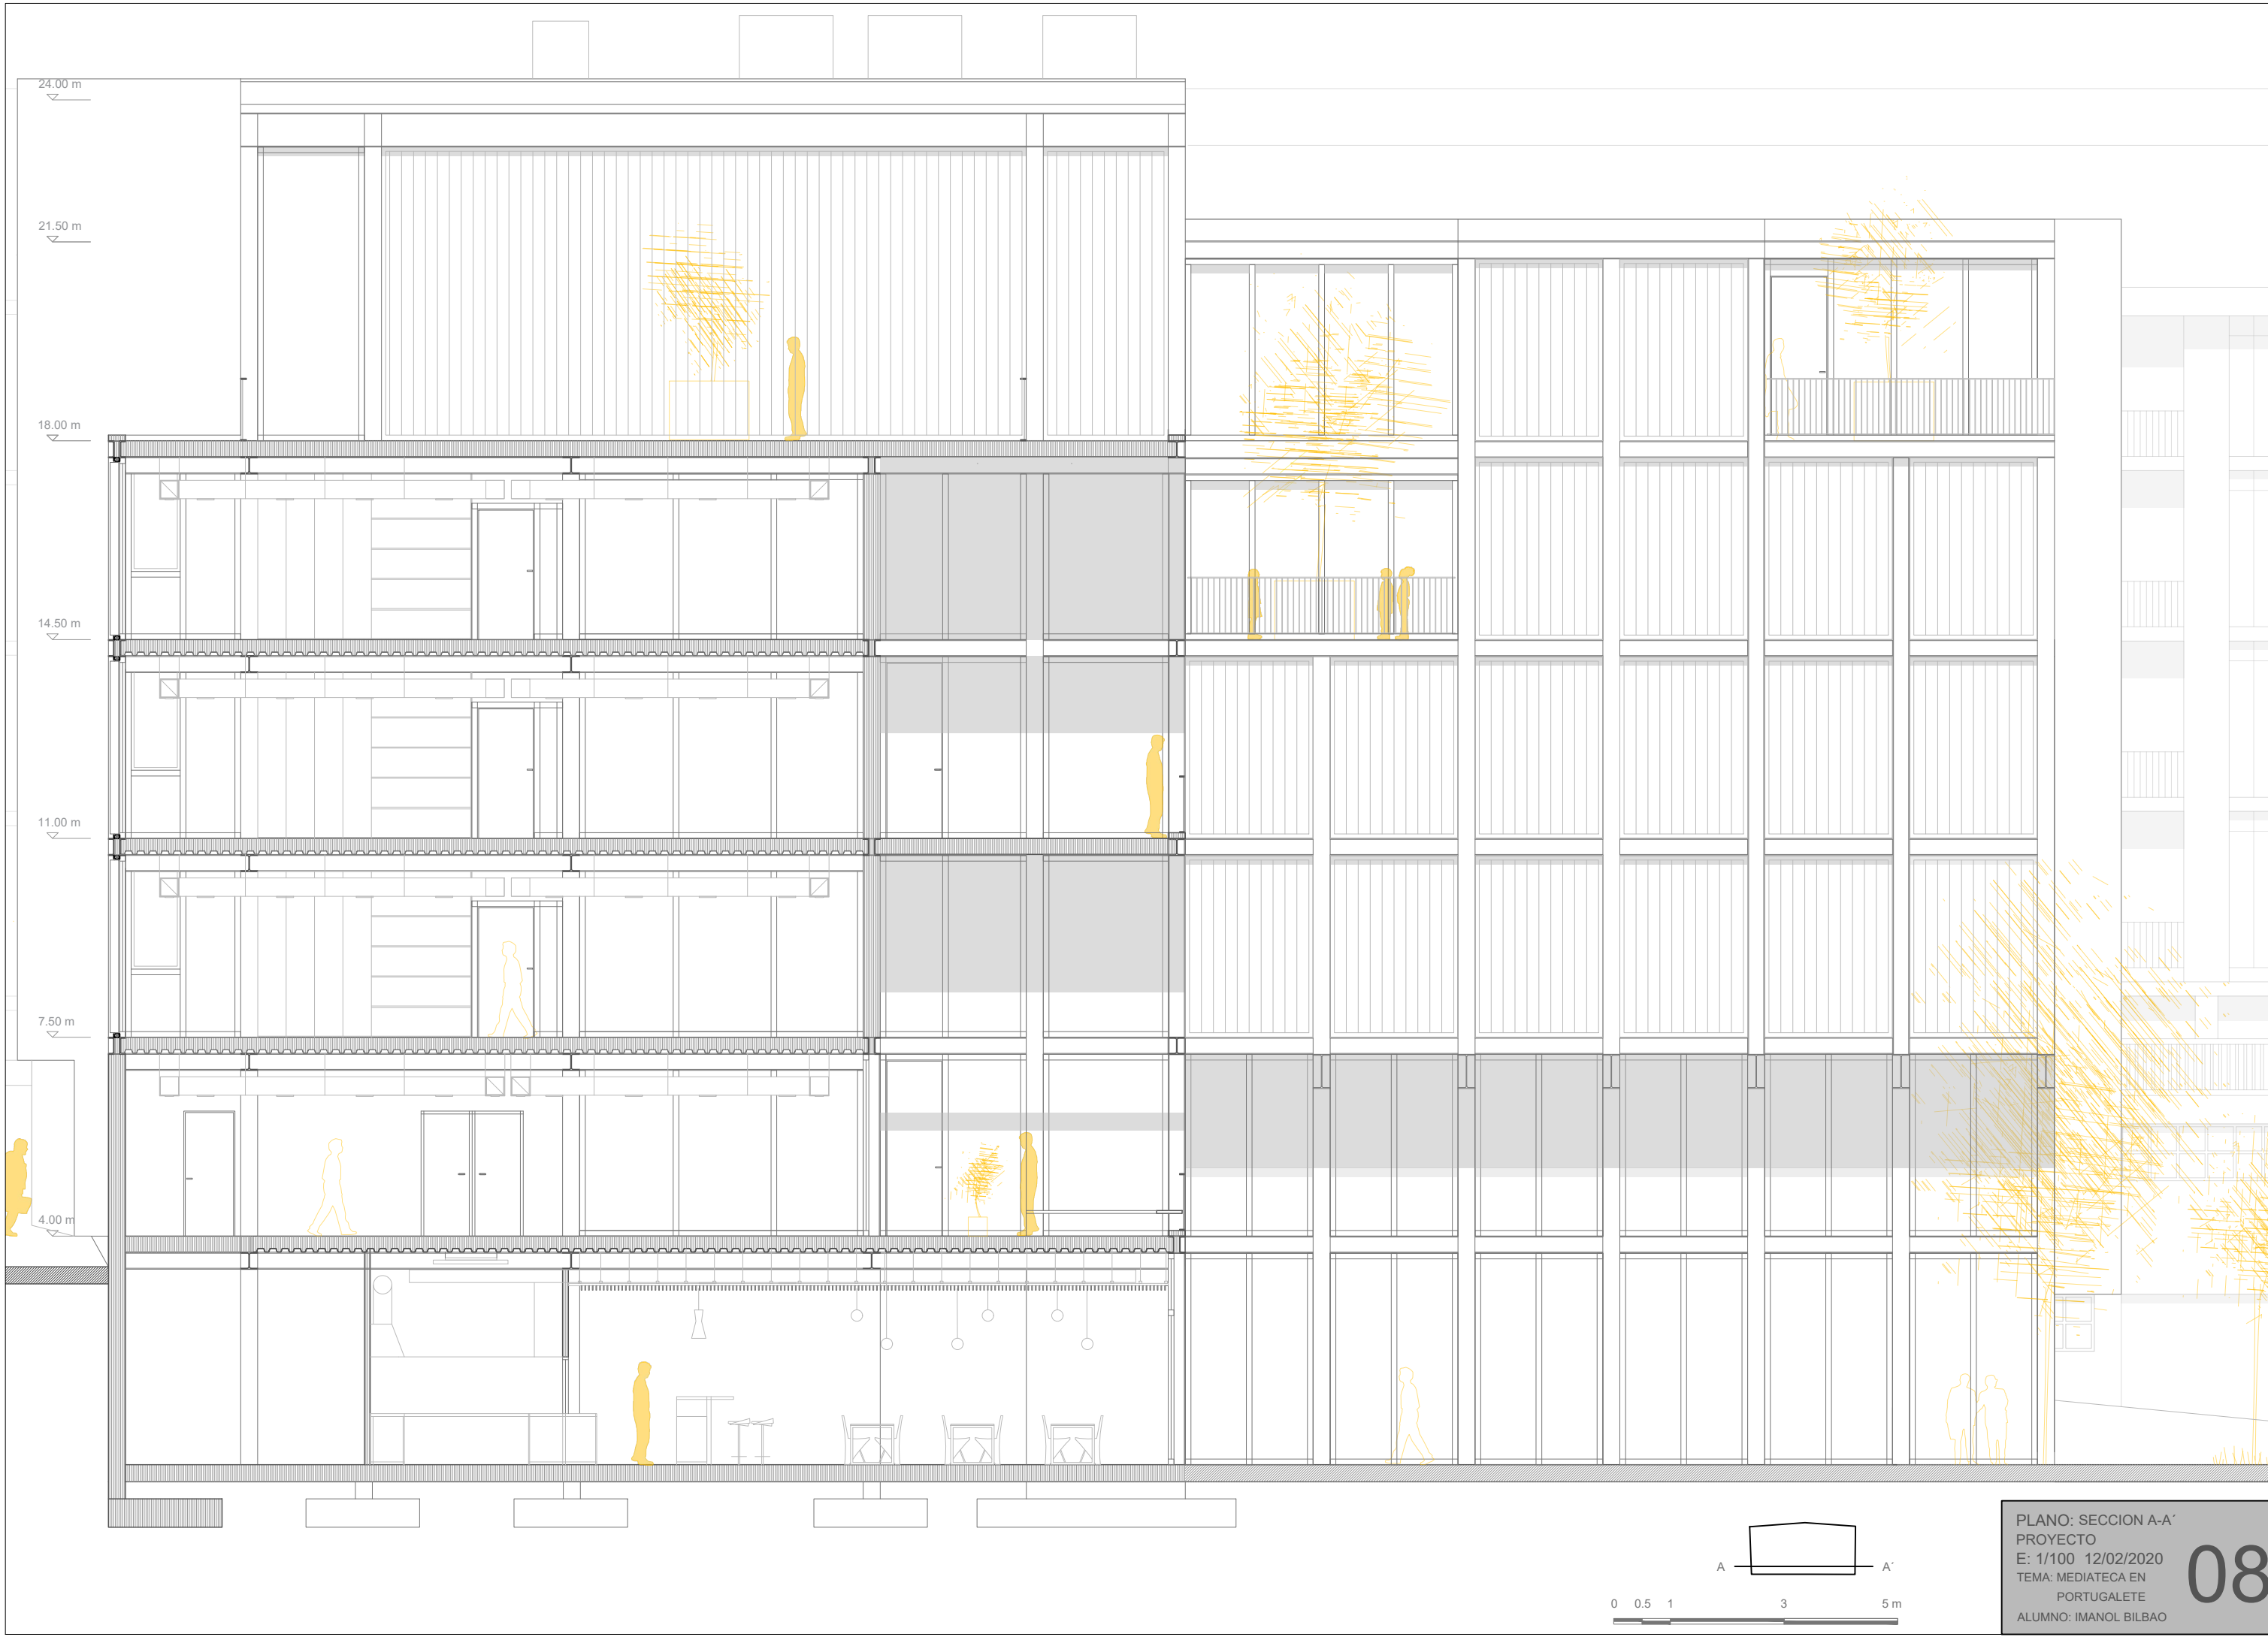 24.00 m
21.50 m
18.00 m
14.50 m
11.00 m
7.50 m
4.00 m
A A´
0 0.5 1 3 5 m
PLANO: SECCION A-A´
PROYECTO
E: 1/100 12/02/2020
TEMA: MEDIATECA EN
PORTUGALETE
ALUMNO: IMANOL BILBAO
08